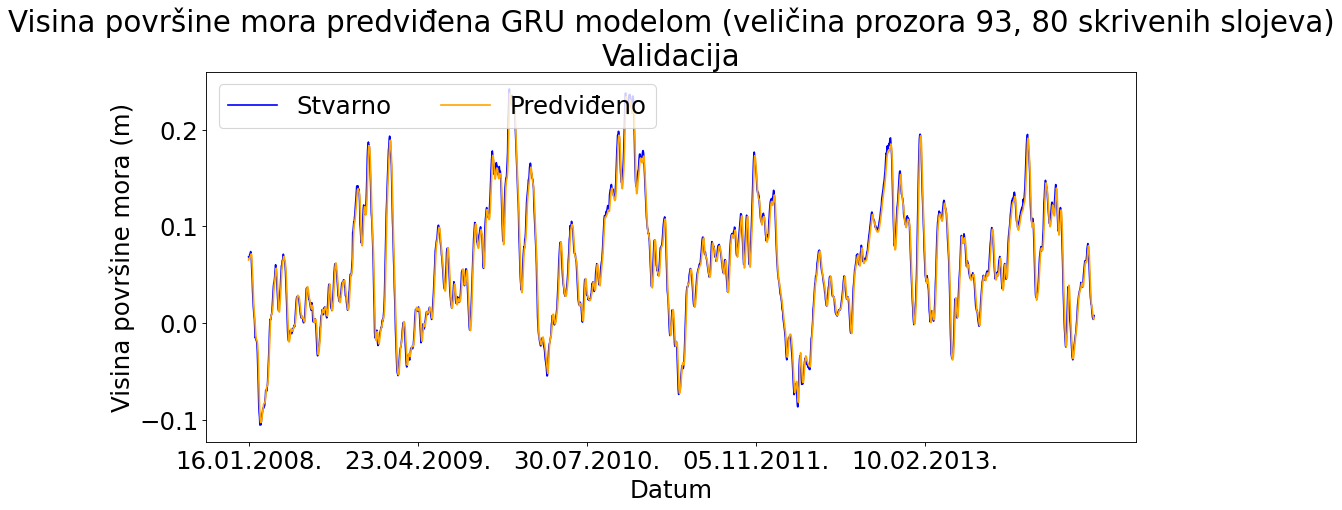 Visina površine mora predviđena GRU modelom (veličina prozora 93, 80 skrivenih slojeva)
Validacija
Stvarno
Predviđeno
Visina površine mora (m)
0.2
0.1
0.0
−0.1
16.01.2008.
23.04.2009.
30.07.2010.
05.11.2011.
10.02.2013.
Datum